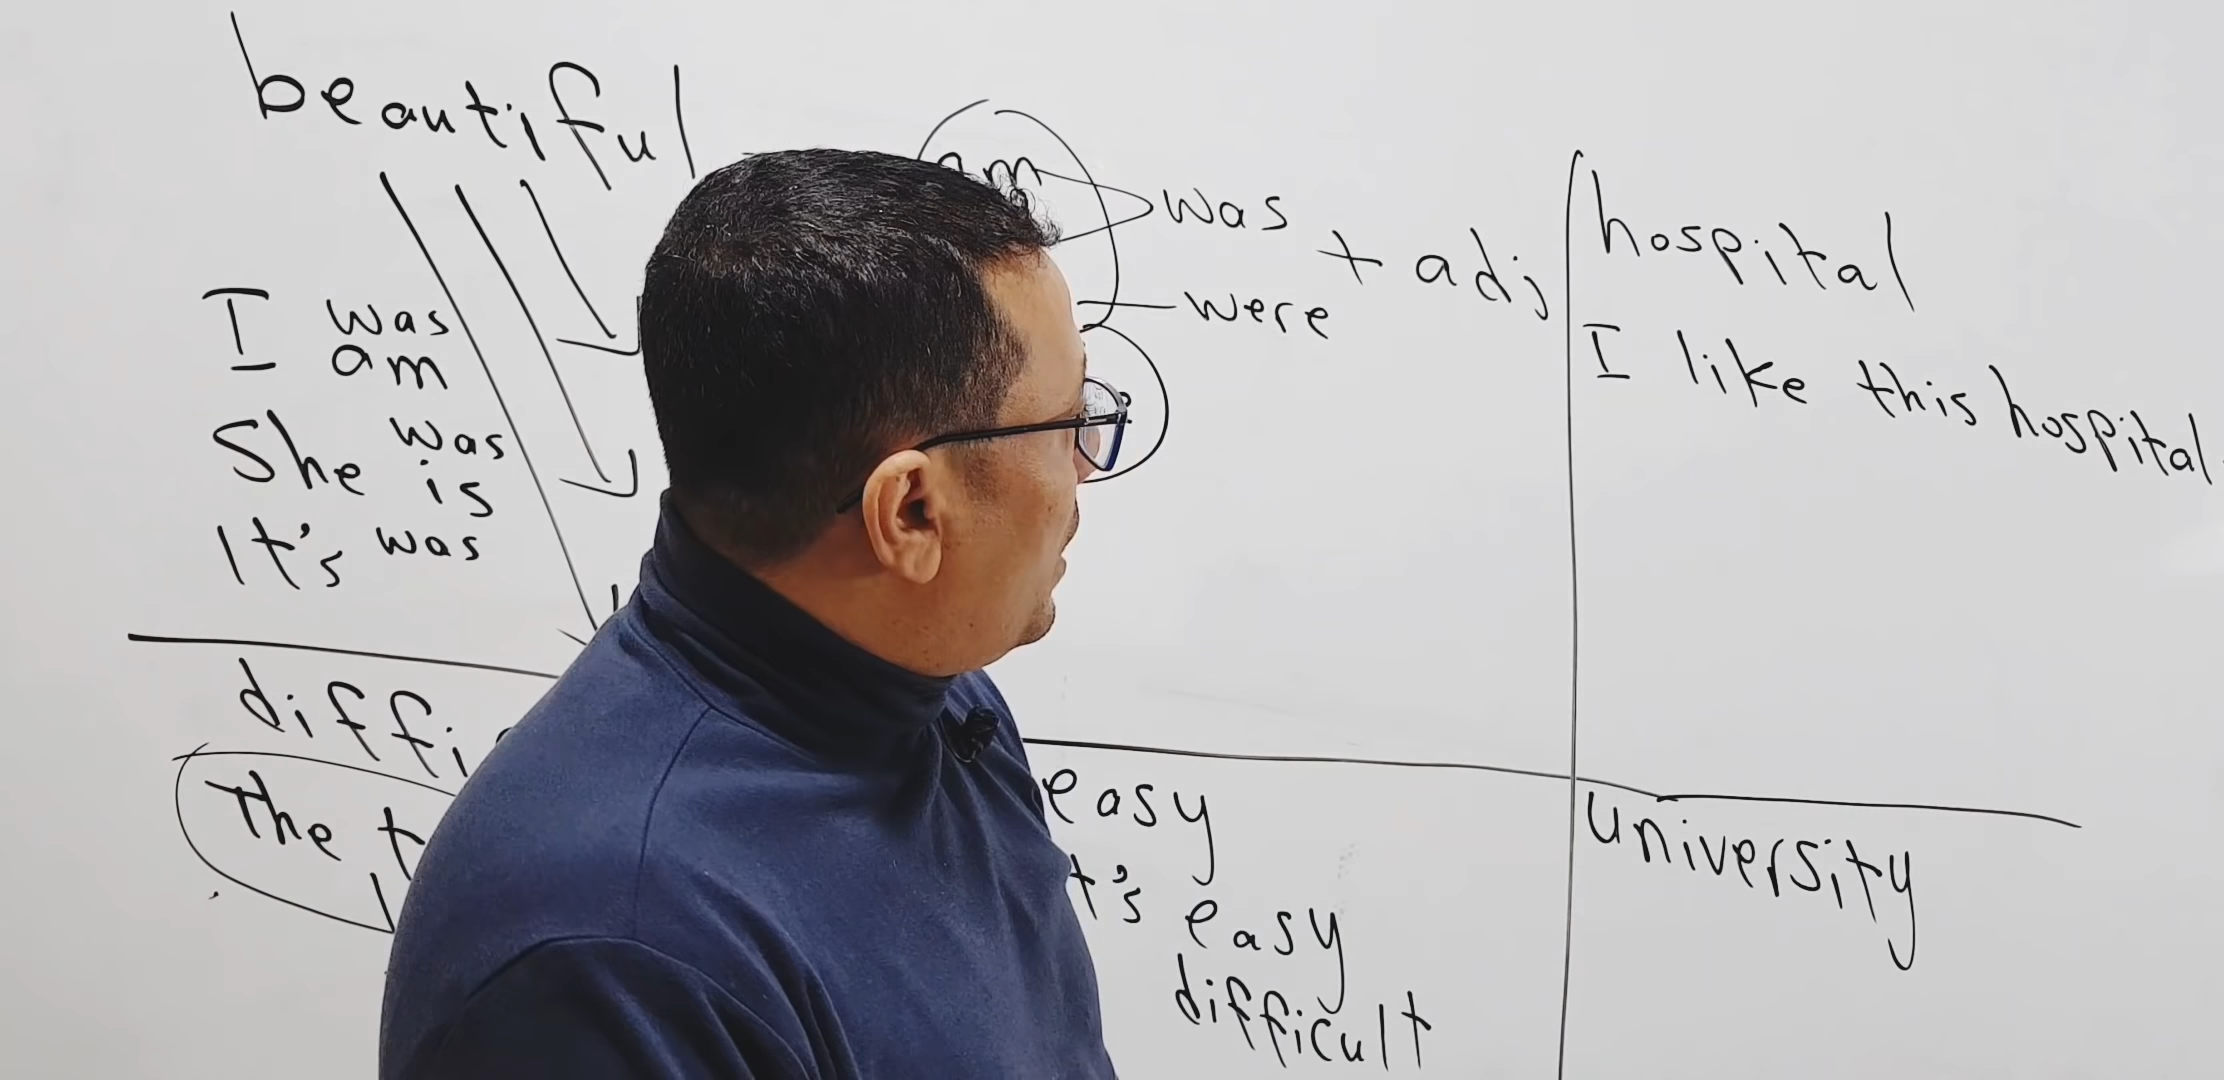 beautiful
am
was
were
+ adj
I was
am
She was
is
It's was
hospital
I like this hospital.
The
easy
easy
difficult
university